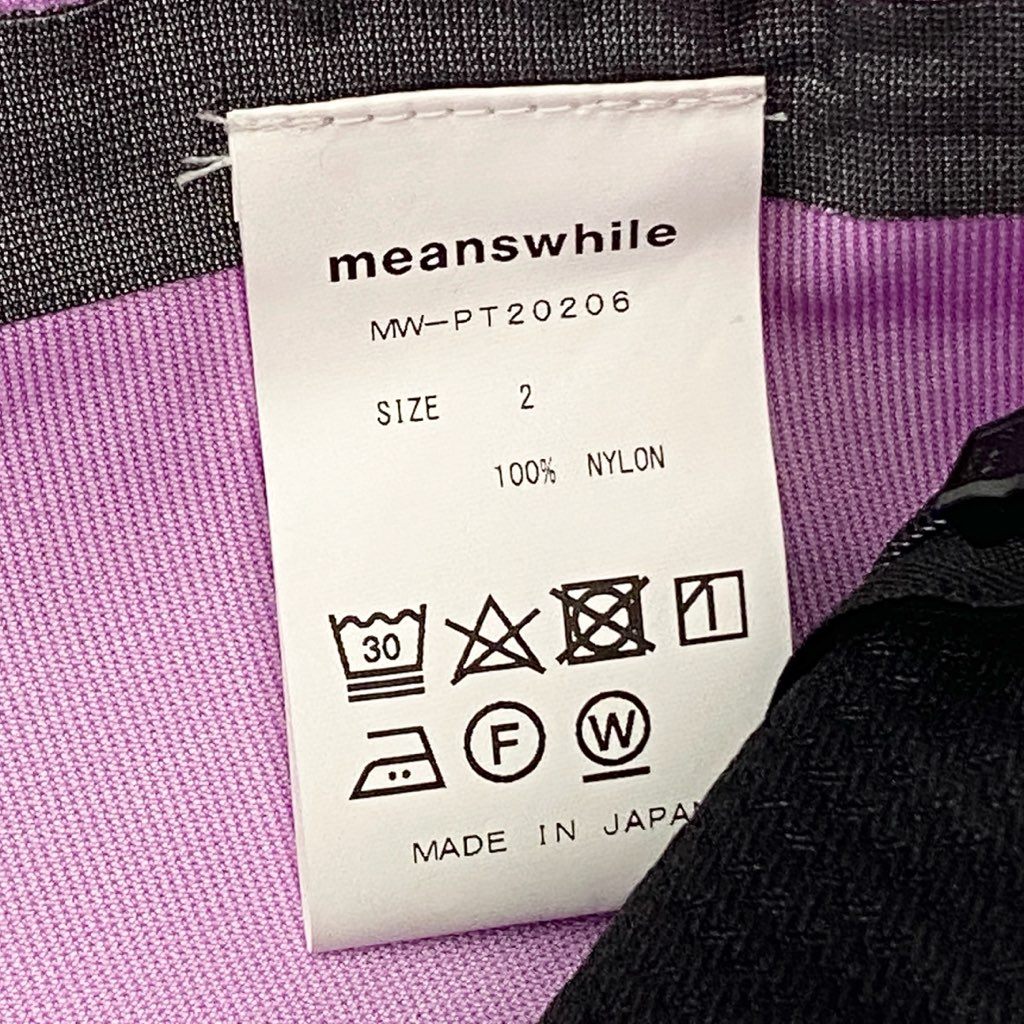 meanswhile
MW-PT20206
SIZE 2
100% NYLON
30
F W
MADE IN JAPAN